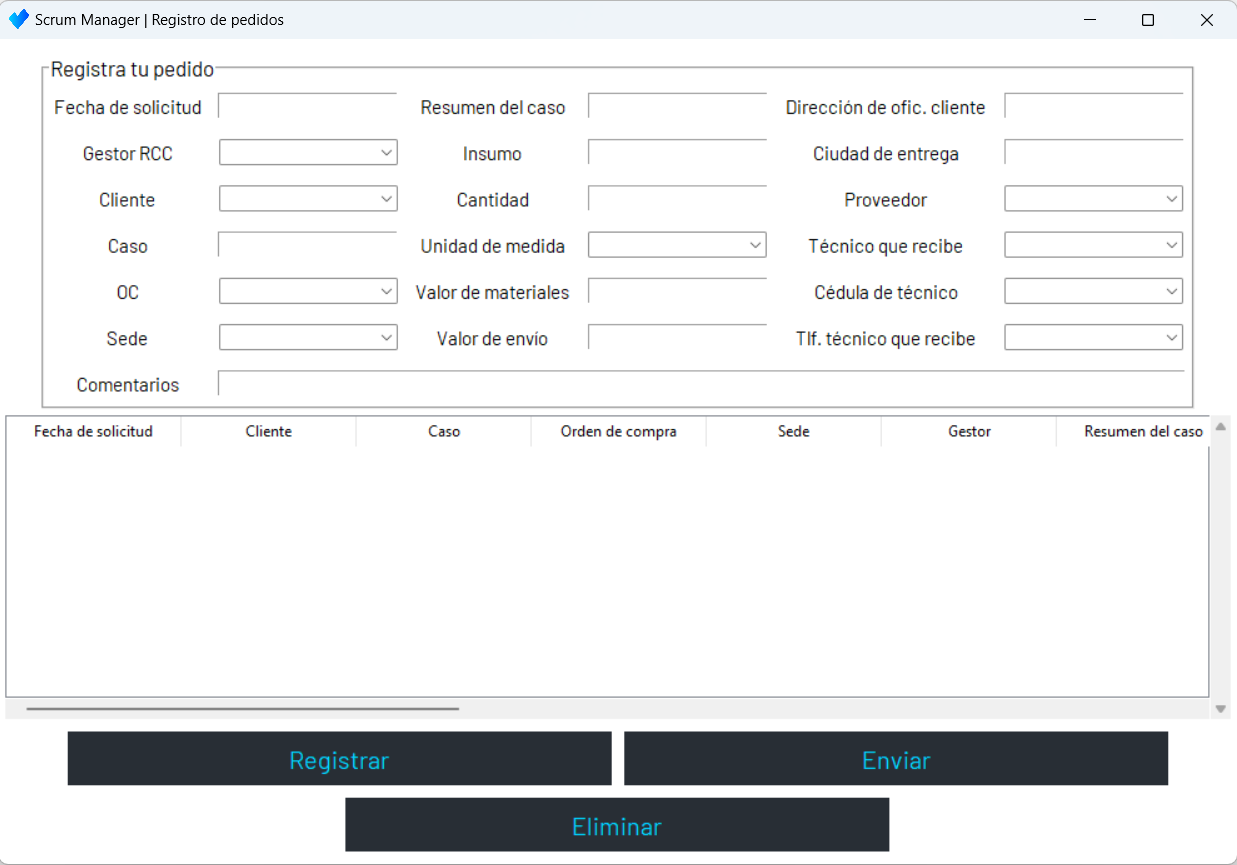 Scrum Manager | Registro de pedidos
Registra tu pedido
Fecha de solicitud Resumen del caso Dirección de ofic. cliente
Gestor RCC Insumo Ciudad de entrega
Cliente Cantidad Proveedor
Caso Unidad de medida Técnico que recibe
OC Valor de materiales Cédula de técnico
Sede Valor de envío Tlf. técnico que recibe
Comentarios
Fecha de solicitud Cliente Caso Orden de compra Sede Gestor Resumen del caso
Registrar Enviar
Eliminar